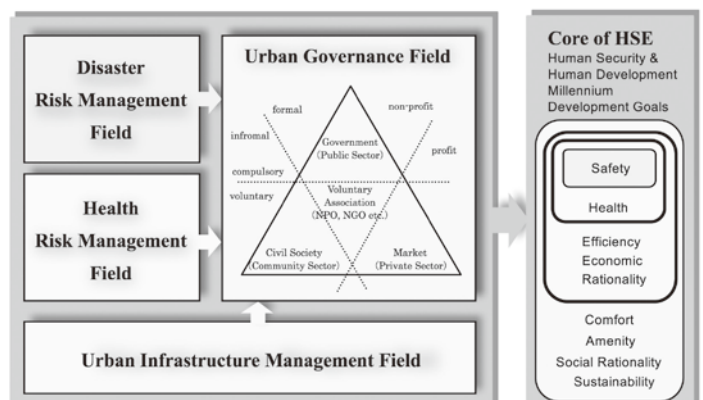 Disaster
Risk Management
Field
Health
Risk Management
Field
Urban Governance Field
formal
infromal
compulsory
voluntary
non-profit
profit
Government
(Public Sector)
Voluntary
Association
(NPO, NGO etc.)
Civil Society
(Community Sector)
Market
(Private Sector)
Urban Infrastructure Management Field
Core of HSE
Human Security &
Human Development
Millennium
Development Goals
Safety
Health
Efficiency
Economic
Rationality
Comfort
Amenity
Social Rationality
Sustainability